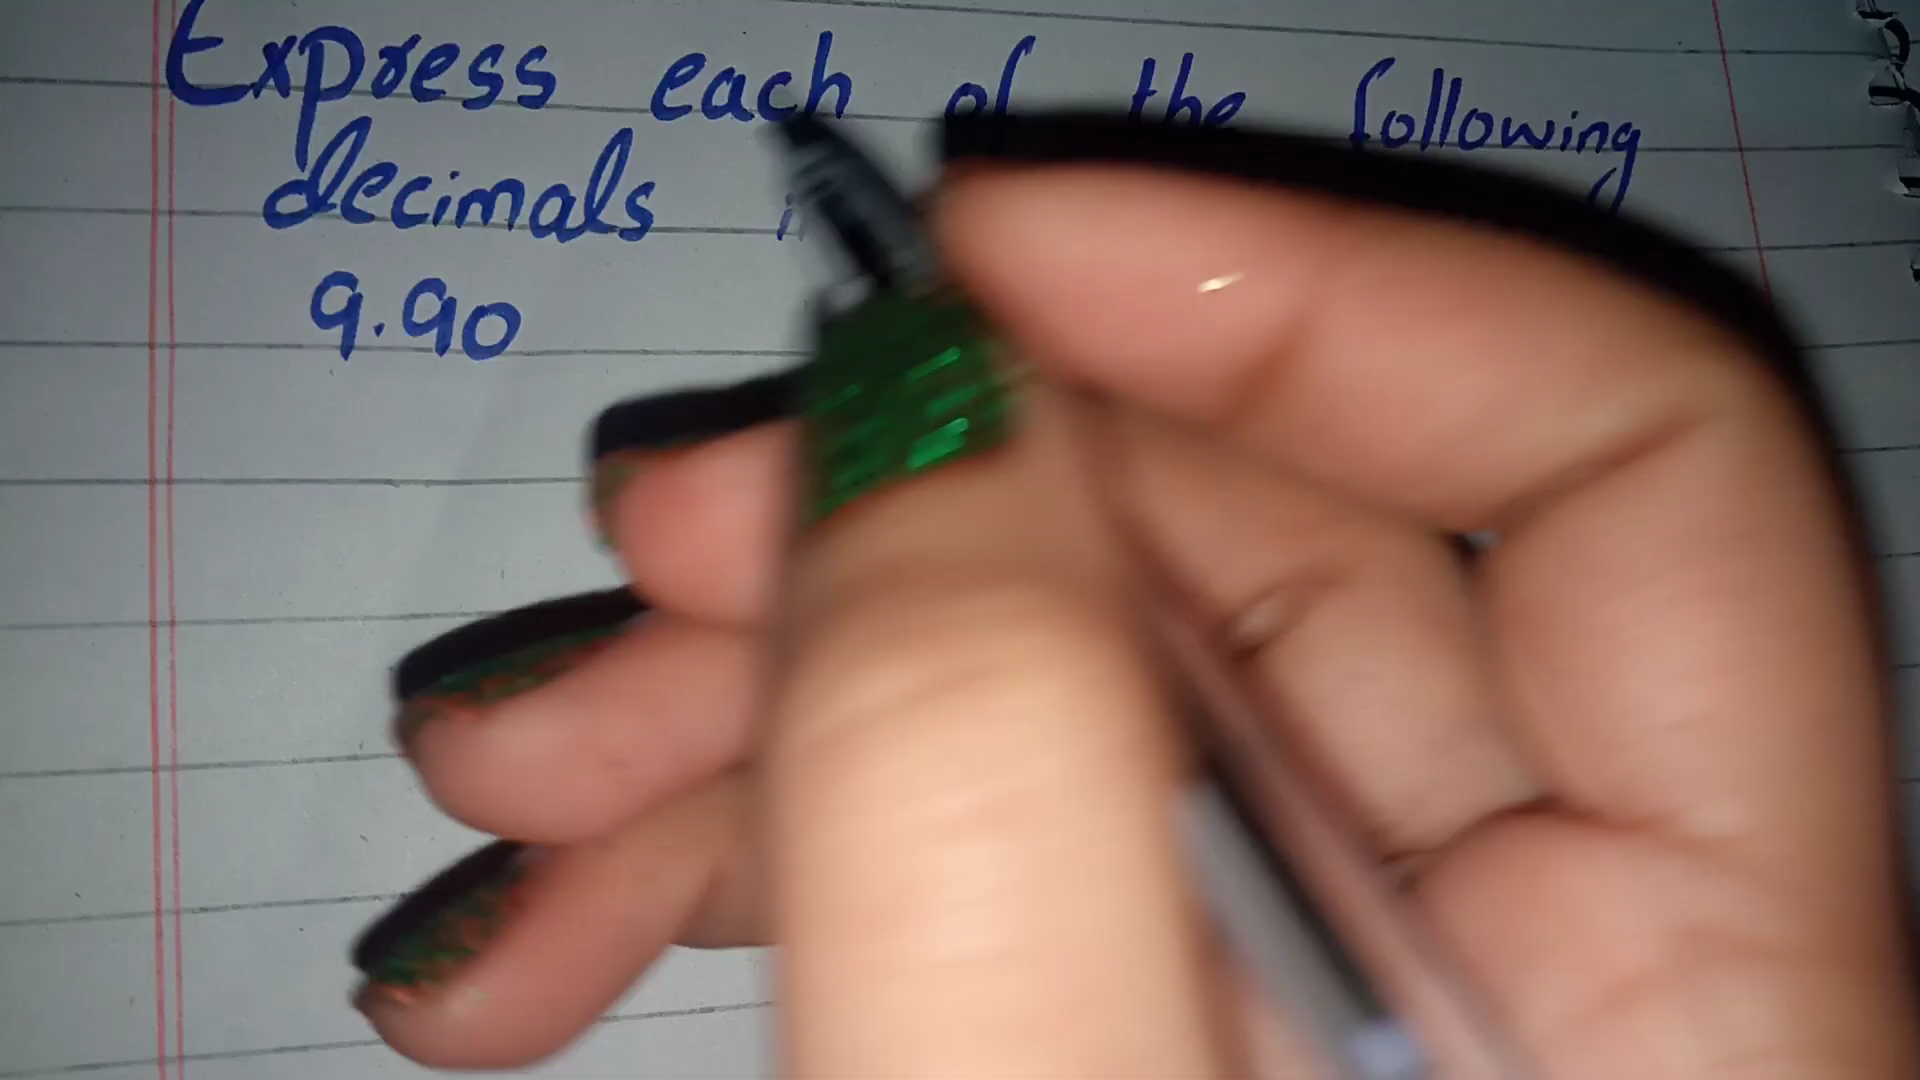 Express each of the following
decimals
9.90